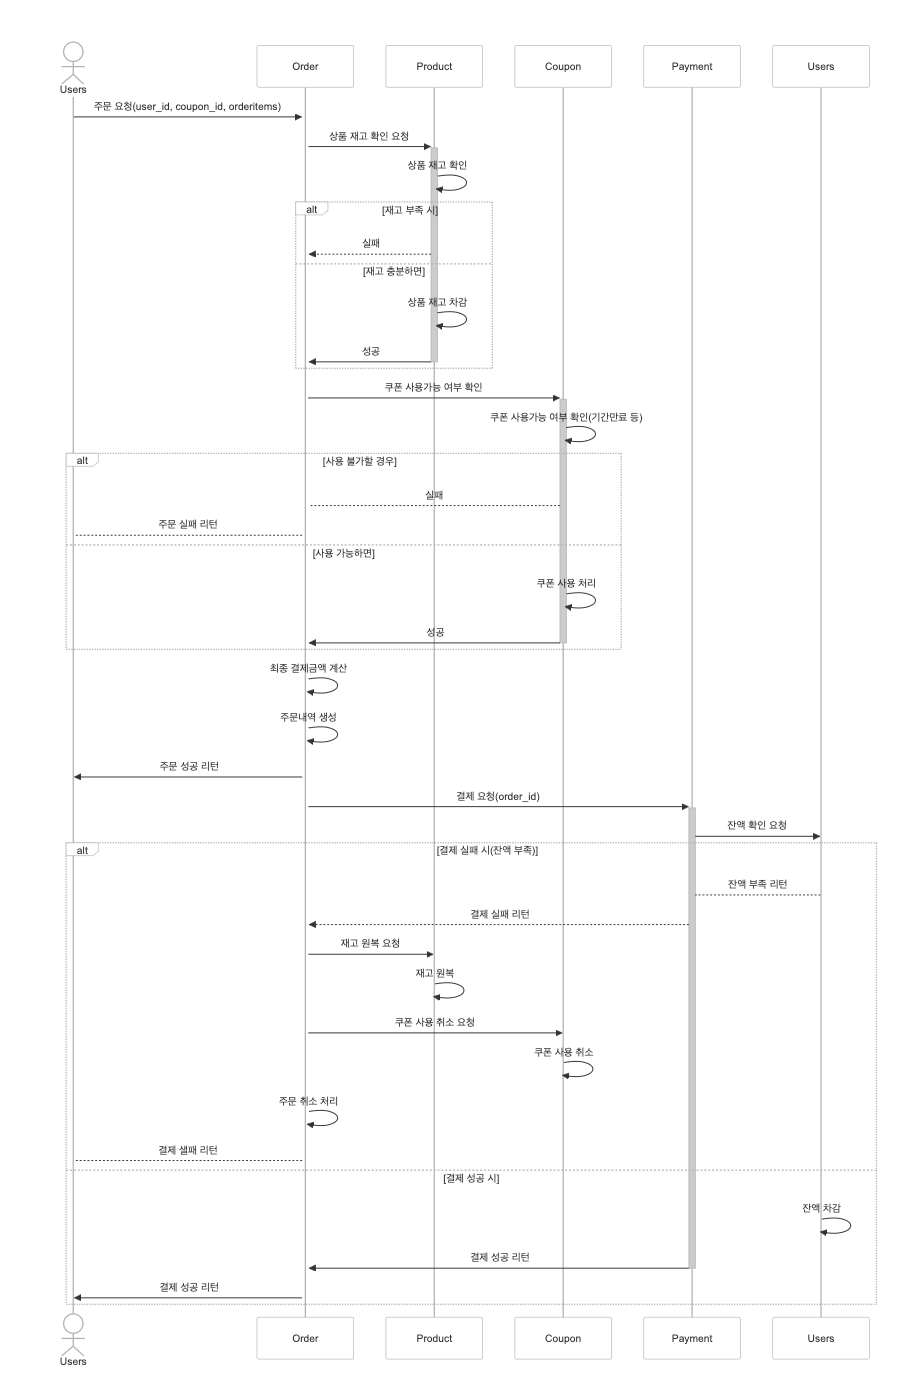 Users
Order
Product
Coupon
Payment
Users
주문 요청(user_id, coupon_id, orderitems)
상품 재고 확인 요청
상품 재고 확인
alt
[재고 부족 시]
실패
[재고 충분하면]
상품 재고 차감
성공
쿠폰 사용가능 여부 확인
쿠폰 사용가능 여부 확인(기간만료 등)
alt
[사용 불가할 경우]
실패
주문 실패 리턴
[사용 가능하면]
쿠폰 사용 처리
성공
최종 결제금액 계산
주문내역 생성
주문 성공 리턴
결제 요청(order_id)
잔액 확인 요청
alt
[결제 실패 시(잔액 부족)]
잔액 부족 리턴
결제 실패 리턴
재고 원복 요청
재고 원복
쿠폰 사용 취소 요청
쿠폰 사용 취소
주문 취소 처리
결제 샐패 리턴
[결제 성공 시]
잔액 차감
결제 성공 리턴
결제 성공 리턴
Users
Order
Product
Coupon
Payment
Users